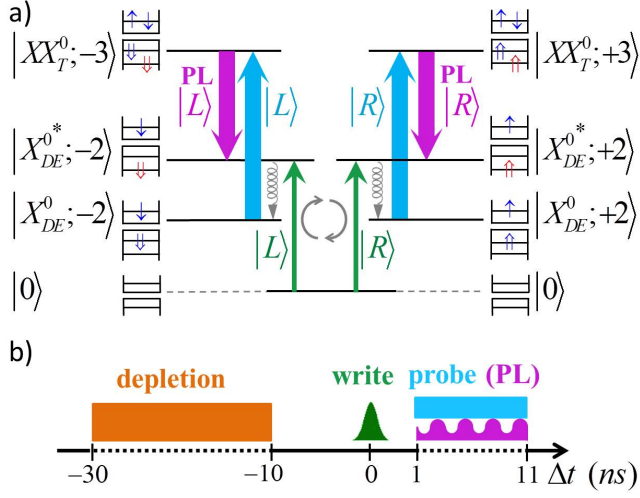 a)
|XX⁰_T;−3⟩ |XX⁰_T;+3⟩
PL PL
|L⟩ |L⟩ |R⟩ |R⟩
|X⁰*_DE;−2⟩ |X⁰*_DE;+2⟩
|X⁰_DE;−2⟩ |X⁰_DE;+2⟩
|L⟩ |R⟩
|0⟩ |0⟩
b)
depletion write probe (PL)
−30 −10 0 1 11 Δt (ns)